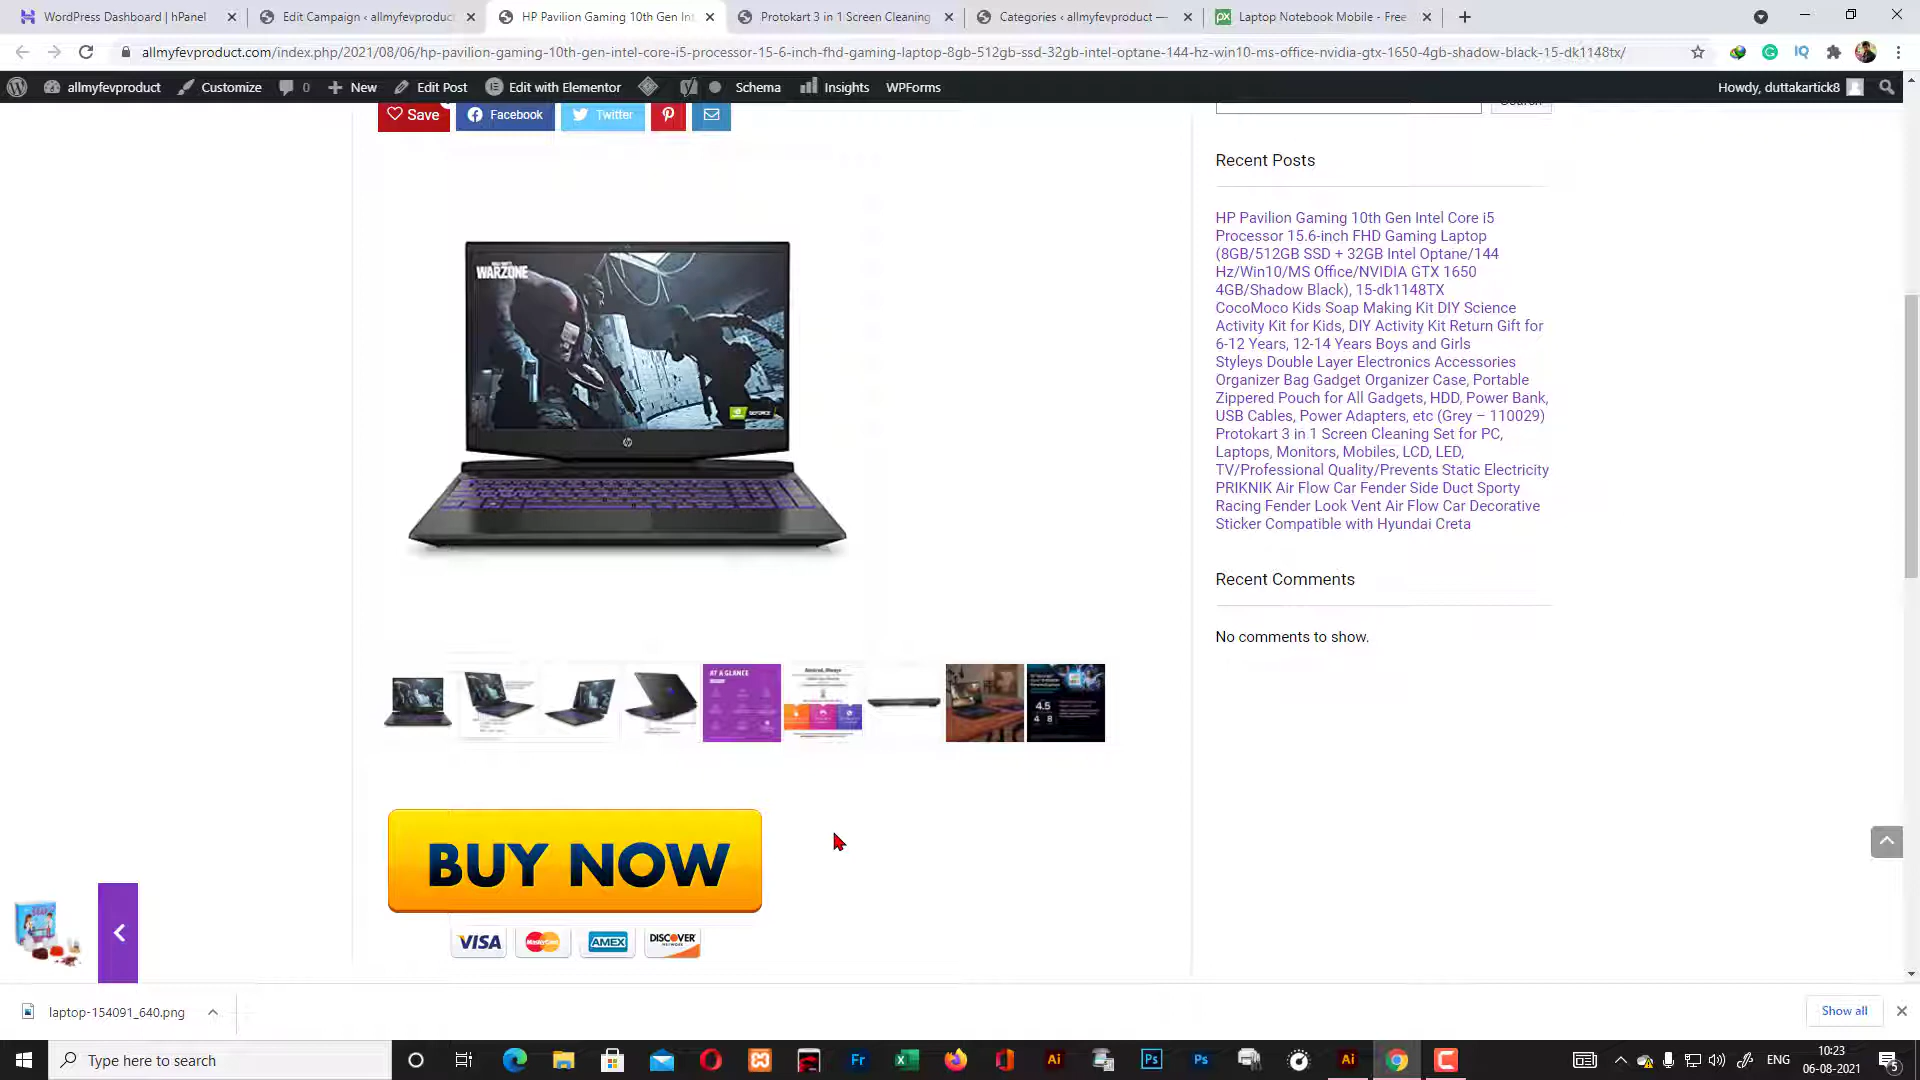 WordPress Dashboard | hPanel
Edit Campaign ‹ allmyfevproduct
HP Pavilion Gaming 10th Gen Int
Protokart 3 in 1 Screen Cleaning
Categories ‹ allmyfevproduct —
Laptop Notebook Mobile - Free
allmyfevproduct.com/index.php/2021/08/06/hp-pavilion-gaming-10th-gen-intel-core-i5-processor-15-6-inch-fhd-gaming-laptop-8gb-512gb-ssd-32gb-intel-optane-144-hz-win10-ms-office-nvidia-gtx-1650-4gb-shadow-black-15-dk1148tx/
allmyfevproduct
Customize
0
New
Edit Post
Edit with Elementor
Schema
Insights
WPForms
Howdy, duttakartick8
Save
Facebook
Twitter
Search
Recent Posts
HP Pavilion Gaming 10th Gen Intel Core i5
Processor 15.6-inch FHD Gaming Laptop
(8GB/512GB SSD + 32GB Intel Optane/144
Hz/Win10/MS Office/NVIDIA GTX 1650
4GB/Shadow Black), 15-dk1148TX
CocoMoco Kids Soap Making Kit DIY Science
Activity Kit for Kids, DIY Activity Kit Return Gift for
6-12 Years, 12-14 Years Boys and Girls
Styleys Double Layer Electronics Accessories
Organizer Bag Gadget Organizer Case, Portable
Zippered Pouch for All Gadgets, HDD, Power Bank,
USB Cables, Power Adapters, etc (Grey – 110029)
Protokart 3 in 1 Screen Cleaning Set for PC,
Laptops, Monitors, Mobiles, LCD, LED,
TV/Professional Quality/Prevents Static Electricity
PRIKNIK Air Flow Car Fender Side Duct Sporty
Racing Fender Look Vent Air Flow Car Decorative
Sticker Compatible with Hyundai Creta
Recent Comments
No comments to show.
WARZONE
GEFORCE
hp
AT A GLANCE
4.5
4 8
BUY NOW
VISA
MasterCard
AMEX
DISCOVER
NETWORK
laptop-154091_640.png
Show all
Type here to search
ENG
10:23
06-08-2021
5